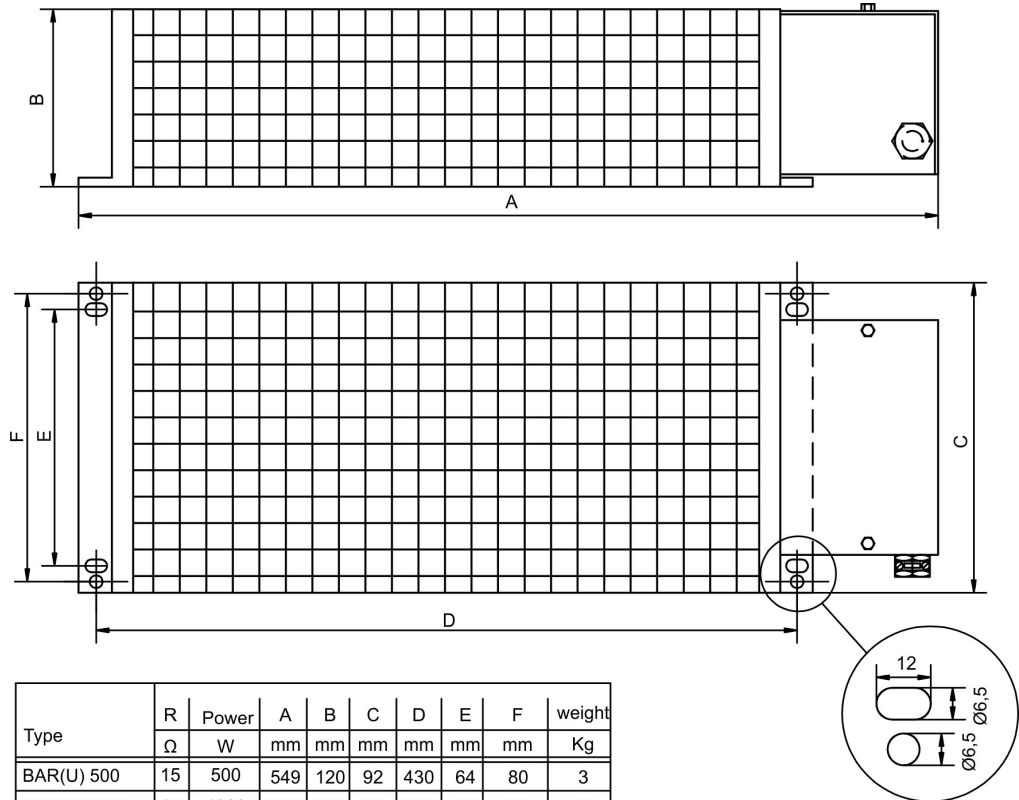 B
A
F
E
C
D
12
Ø6,5
Ø6,5
Type R Power A B C D E F weight
Ω W mm mm mm mm mm mm Kg
BAR(U) 500 15 500 549 120 92 430 64 80 3